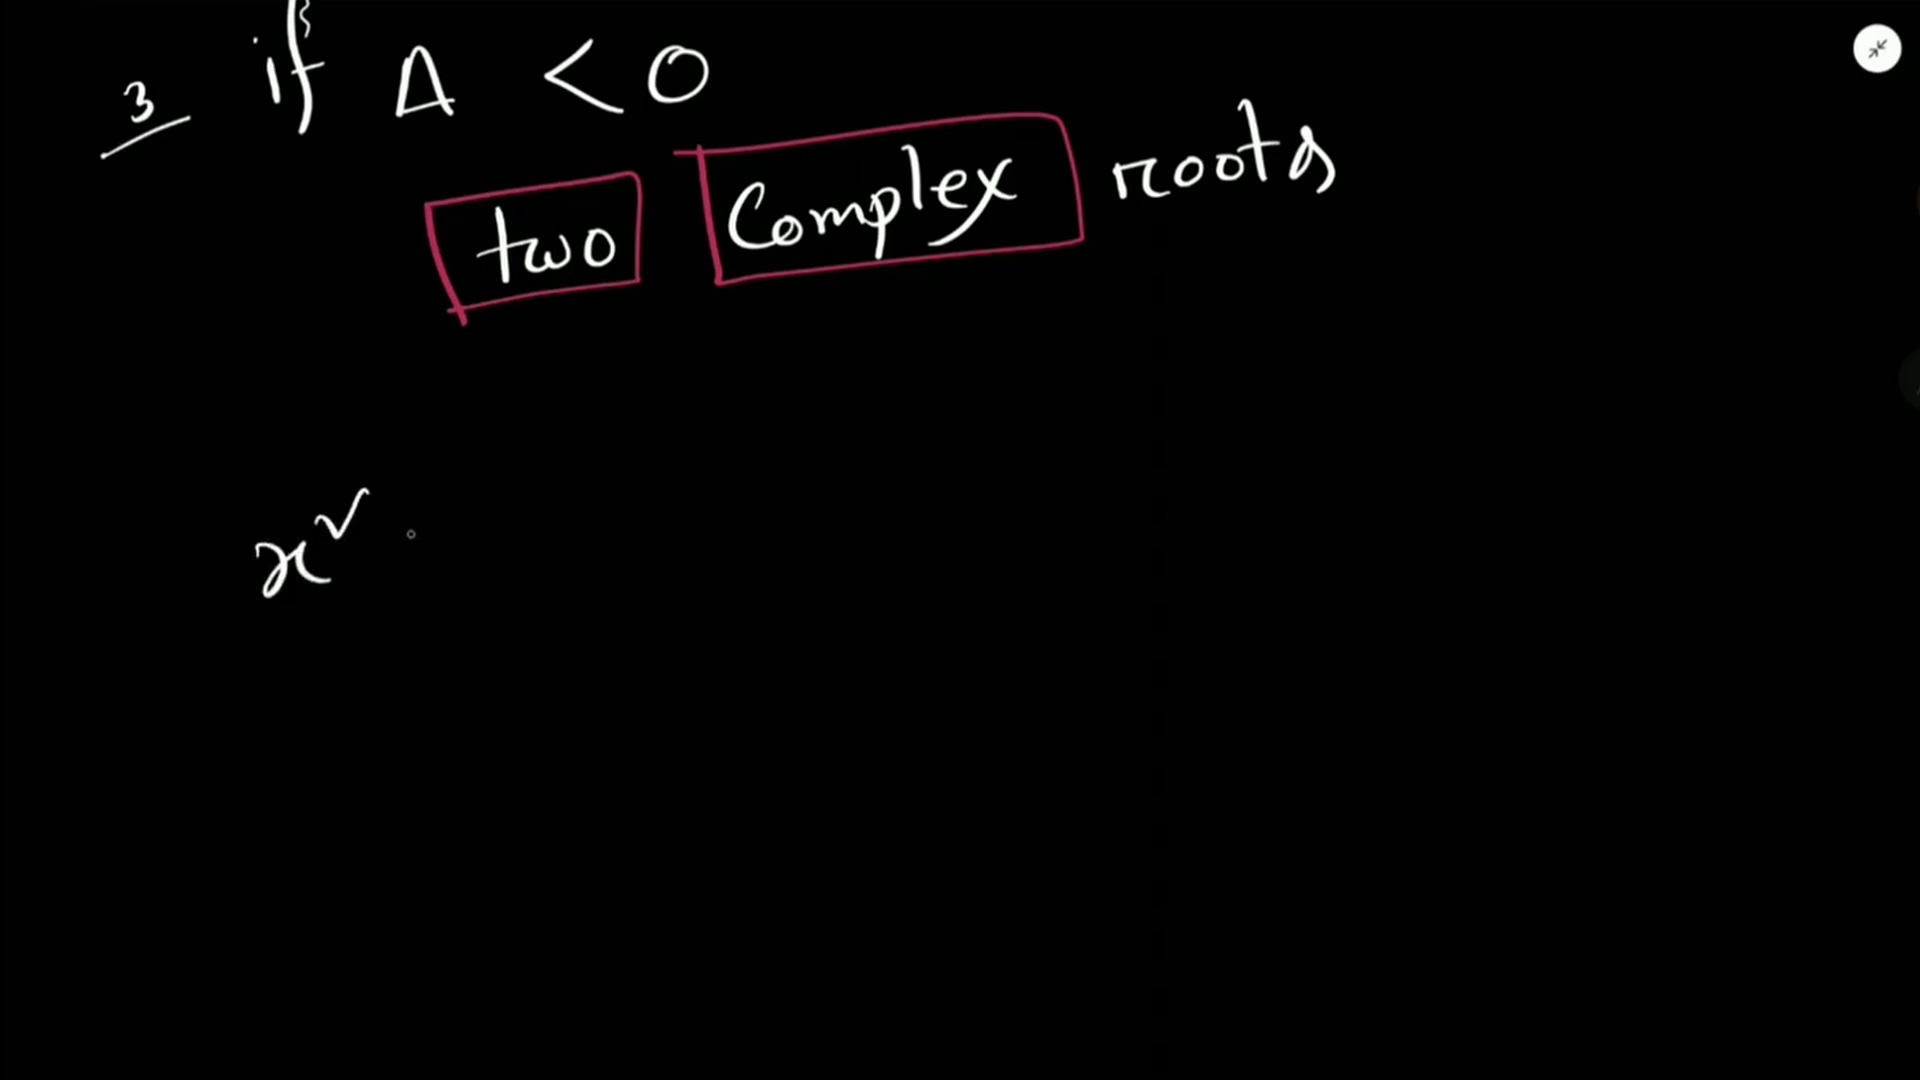 3 if Δ < 0
two Complex roots
x²